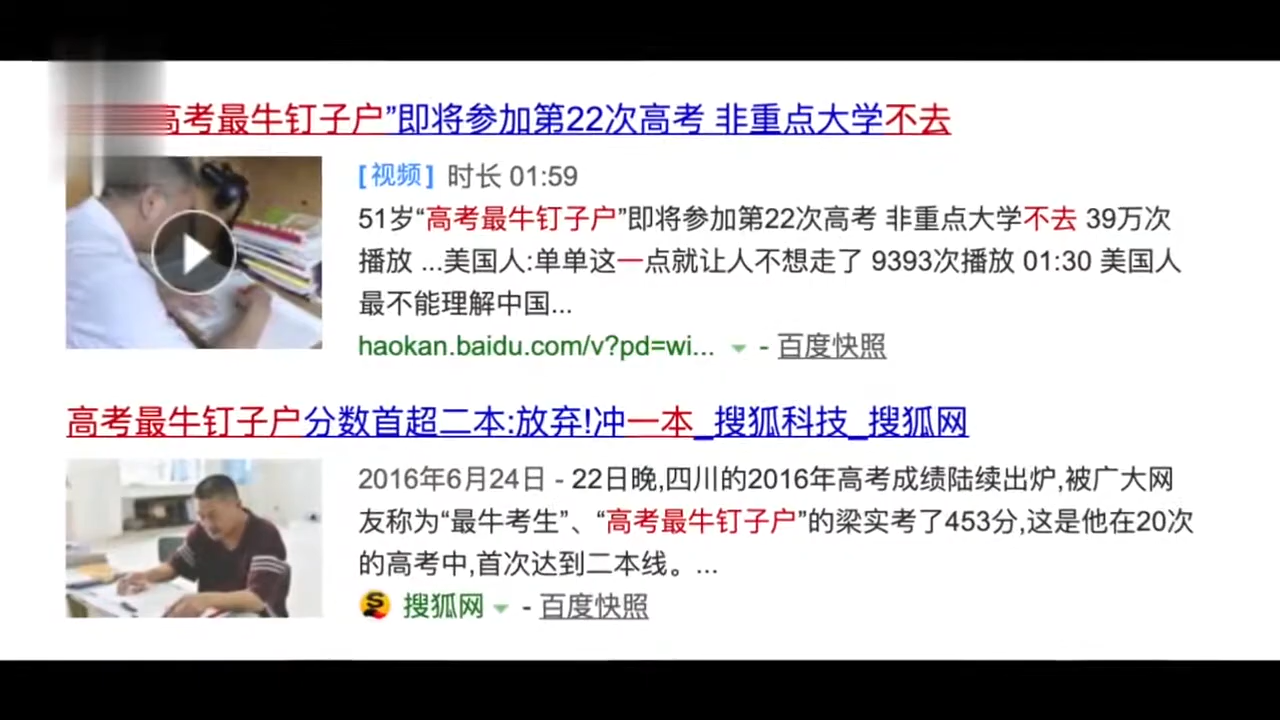 高考最牛钉子户”即将参加第22次高考 非重点大学不去
[视频] 时长 01:59
51岁“高考最牛钉子户”即将参加第22次高考 非重点大学不去 39万次
播放 ...美国人:单单这一点就让人不想走了 9393次播放 01:30 美国人
最不能理解中国...
haokan.baidu.com/v?pd=wi... - 百度快照
高考最牛钉子户分数首超二本:放弃!冲一本_搜狐科技_搜狐网
2016年6月24日 - 22日晚,四川的2016年高考成绩陆续出炉,被广大网
友称为“最牛考生”、“高考最牛钉子户”的梁实考了453分,这是他在20次
的高考中,首次达到二本线。...
搜狐网 - 百度快照